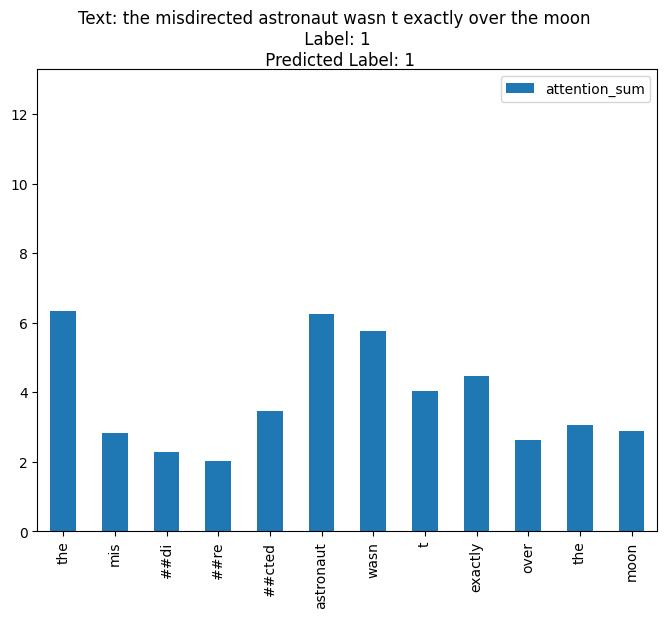 Text: the misdirected astronaut wasn t exactly over the moon
Label: 1
Predicted Label: 1
attention_sum
12
10
8
6
4
2
0
the
mis
##di
##re
##cted
astronaut
wasn
t
exactly
over
the
moon